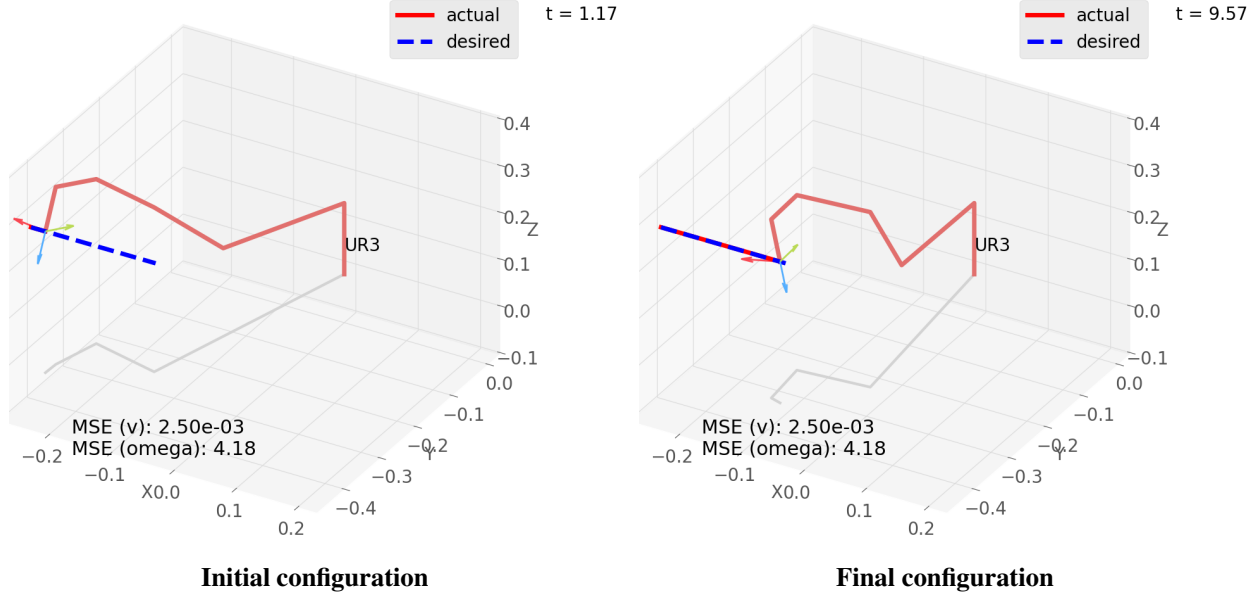 actual
desired
t = 1.17
0.4
0.3
0.2
Z
0.1
0.0
−0.1
UR3
0.0
−0.1
−0.2
Y
−0.3
−0.4
MSE (v): 2.50e-03
MSE (omega): 4.18
−0.2
−0.1
X
0.0
0.1
0.2
Initial configuration
actual
desired
t = 9.57
0.4
0.3
0.2
Z
0.1
0.0
−0.1
UR3
0.0
−0.1
−0.2
Y
−0.3
−0.4
MSE (v): 2.50e-03
MSE (omega): 4.18
−0.2
−0.1
X
0.0
0.1
0.2
Final configuration